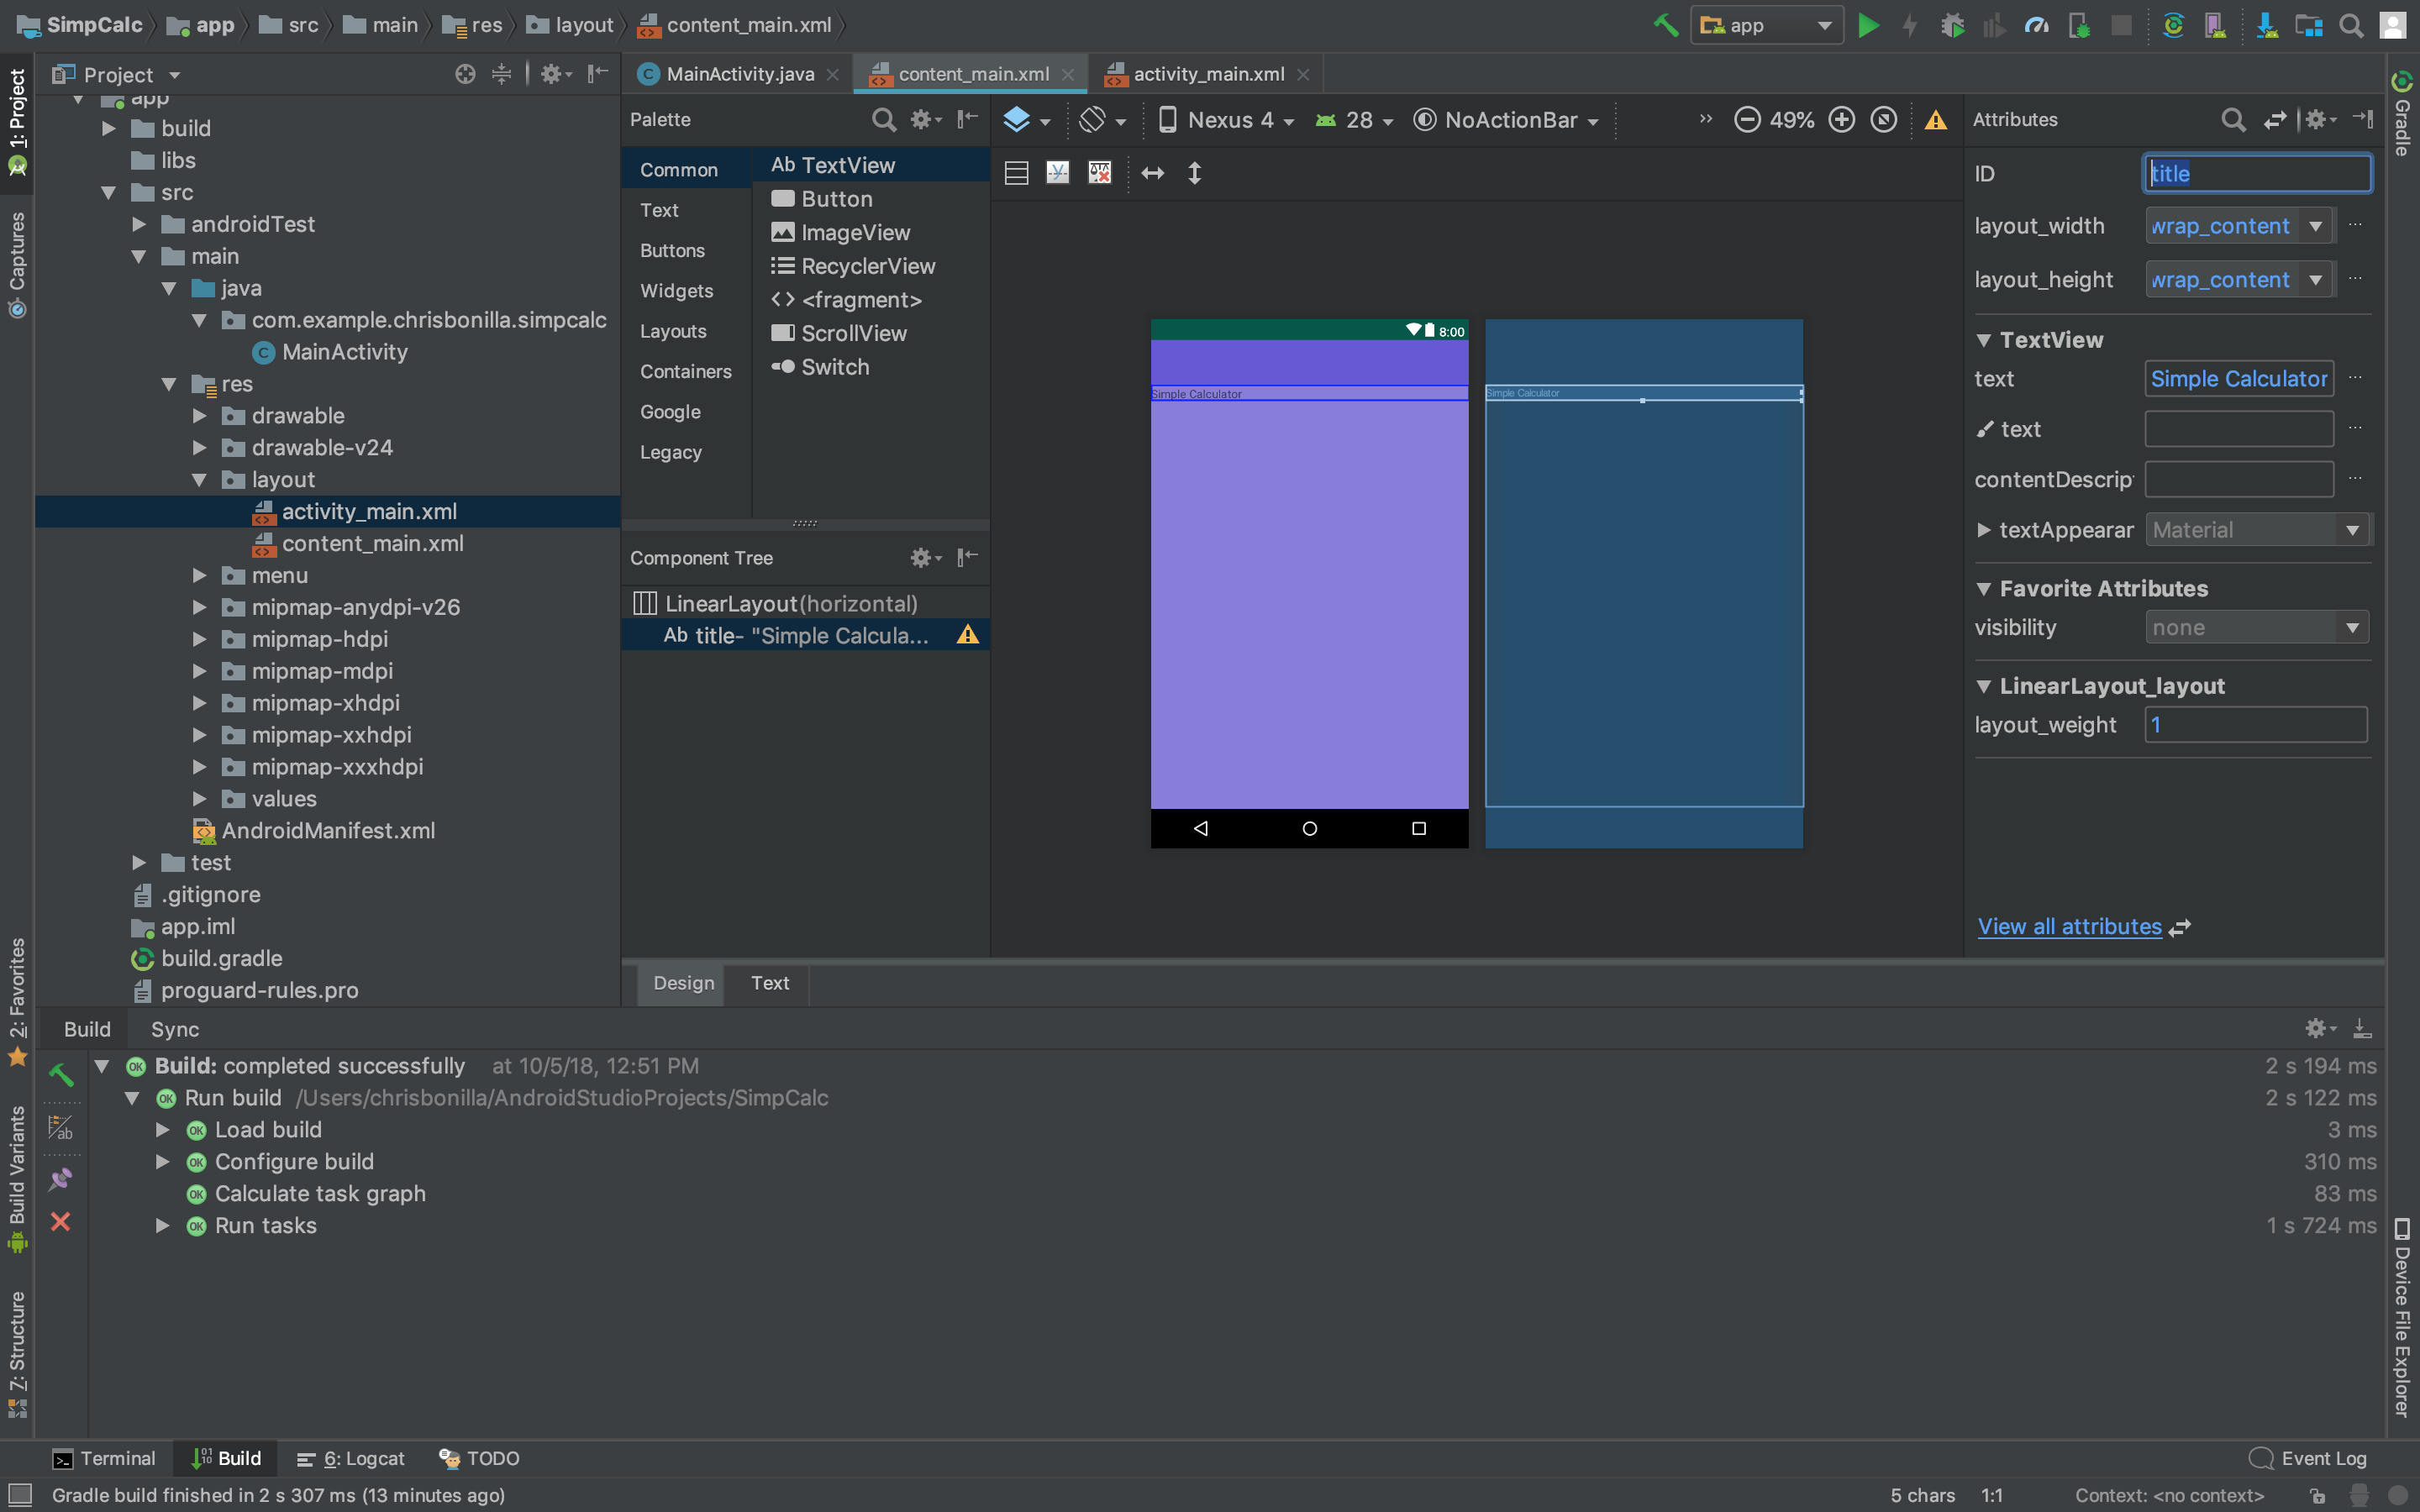 SimpCalc app src main res layout content_main.xml
app
1: Project
Captures
2: Favorites
Build Variants
Z: Structure
Project
app
build
libs
src
androidTest
main
java
com.example.chrisbonilla.simpcalc
MainActivity
res
drawable
drawable-v24
layout
activity_main.xml
content_main.xml
menu
mipmap-anydpi-v26
mipmap-hdpi
mipmap-mdpi
mipmap-xhdpi
mipmap-xxhdpi
mipmap-xxxhdpi
values
AndroidManifest.xml
test
.gitignore
app.iml
build.gradle
proguard-rules.pro
MainActivity.java content_main.xml activity_main.xml
Palette
Common
Text
Buttons
Widgets
Layouts
Containers
Google
Legacy
Ab TextView
Button
ImageView
RecyclerView
<fragment>
ScrollView
Switch
Component Tree
LinearLayout(horizontal)
Ab title- "Simple Calcula...
Nexus 4 28 NoActionBar 49%
8:00
Simple Calculator
Simple Calculator
Design Text
Attributes
ID title
layout_width wrap_content
layout_height wrap_content
TextView
text Simple Calculator
text
contentDescrip
textAppearar Material
Favorite Attributes
visibility none
LinearLayout_layout
layout_weight 1
View all attributes
Gradle
Device File Explorer
Build Sync
Build: completed successfully at 10/5/18, 12:51 PM 2 s 194 ms
Run build /Users/chrisbonilla/AndroidStudioProjects/SimpCalc 2 s 122 ms
Load build 3 ms
Configure build 310 ms
Calculate task graph 83 ms
Run tasks 1 s 724 ms
Terminal Build 6: Logcat TODO Event Log
Gradle build finished in 2 s 307 ms (13 minutes ago) 5 chars 1:1 Context: <no context>